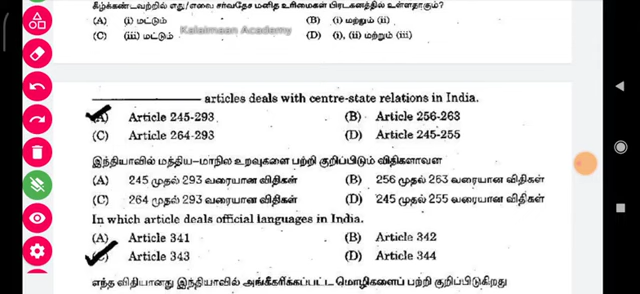 கீழ்க்கண்டவற்றில் எது/எவை சர்வதேச மனித உரிமைகள் பிரகடனத்தில் உள்ளதாகும்?
(A) (i) மட்டும் (B) (i) மற்றும் (ii)
(C) (iii) மட்டும் (D) (i), (ii) மற்றும் (iii)
Kalaimaan Academy
____________ articles deals with centre-state relations in India.
(A) Article 245-293 (B) Article 256-263
(C) Article 264-293 (D) Article 245-255
இந்தியாவில் மத்திய-மாநில உறவுகளை பற்றி குறிப்பிடும் விதிகளாவன
(A) 245 முதல் 293 வரையான விதிகள் (B) 256 முதல் 263 வரையான விதிகள்
(C) 264 முதல் 293 வரையான விதிகள் (D) 245 முதல் 255 வரையான விதிகள்
In which article deals official languages in India.
(A) Article 341 (B) Article 342
(C) Article 343 (D) Article 344
எந்த விதியானது இந்தியாவில் அங்கீகரிக்கப்பட்ட மொழிகளைப் பற்றி குறிப்பிடுகிறது